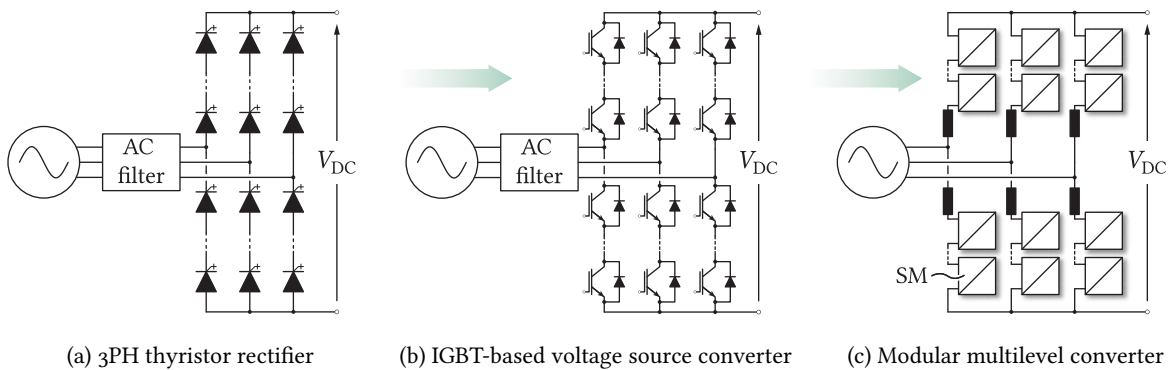 AC
filter
V_DC
AC
filter
V_DC
V_DC
SM
(a) 3PH thyristor rectifier
(b) IGBT-based voltage source converter
(c) Modular multilevel converter